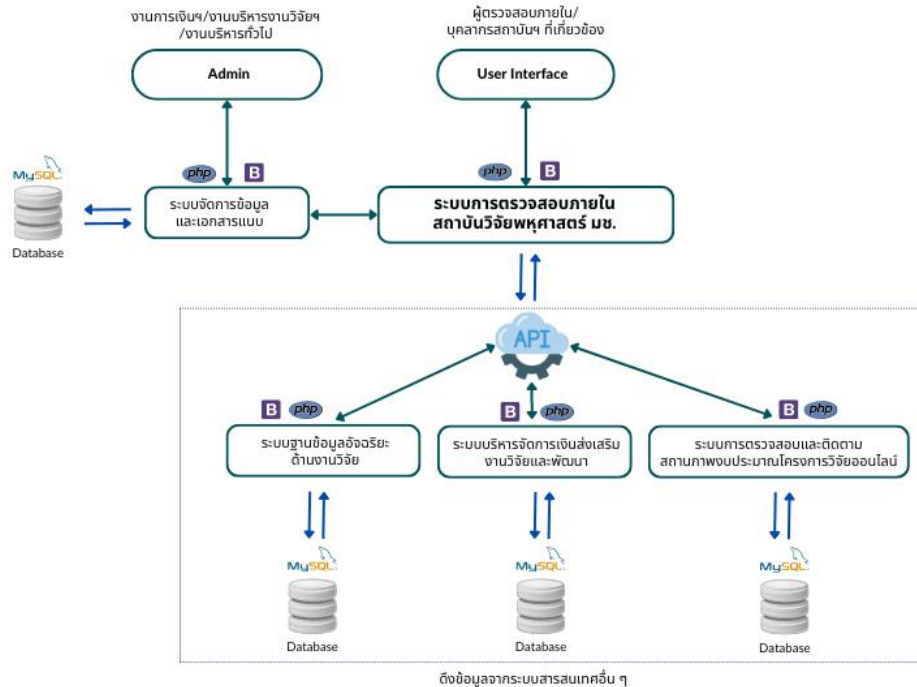 งานการเงินฯ/งานบริหารงานวิจัยฯ
/งานบริหารทั่วไป
Admin
ผู้ตรวจสอบภายใน/
บุคลากรสถาบันฯ ที่เกี่ยวข้อง
User Interface
MySQL
Database
php
B
ระบบจัดการข้อมูล
และเอกสารแนบ
php
B
ระบบการตรวจสอบภายใน
สถาบันวิจัยพหุศาสตร์ มช.
API
B php
ระบบฐานข้อมูลอัจฉริยะ
ด้านงานวิจัย
B php
ระบบบริหารจัดการเงินส่งเสริม
งานวิจัยและพัฒนา
B php
ระบบการตรวจสอบและติดตาม
สถานภาพงบประมาณโครงการวิจัยออนไลน์
MySQL
Database
MySQL
Database
MySQL
Database
ดึงข้อมูลจากระบบสารสนเทศอื่น ๆ